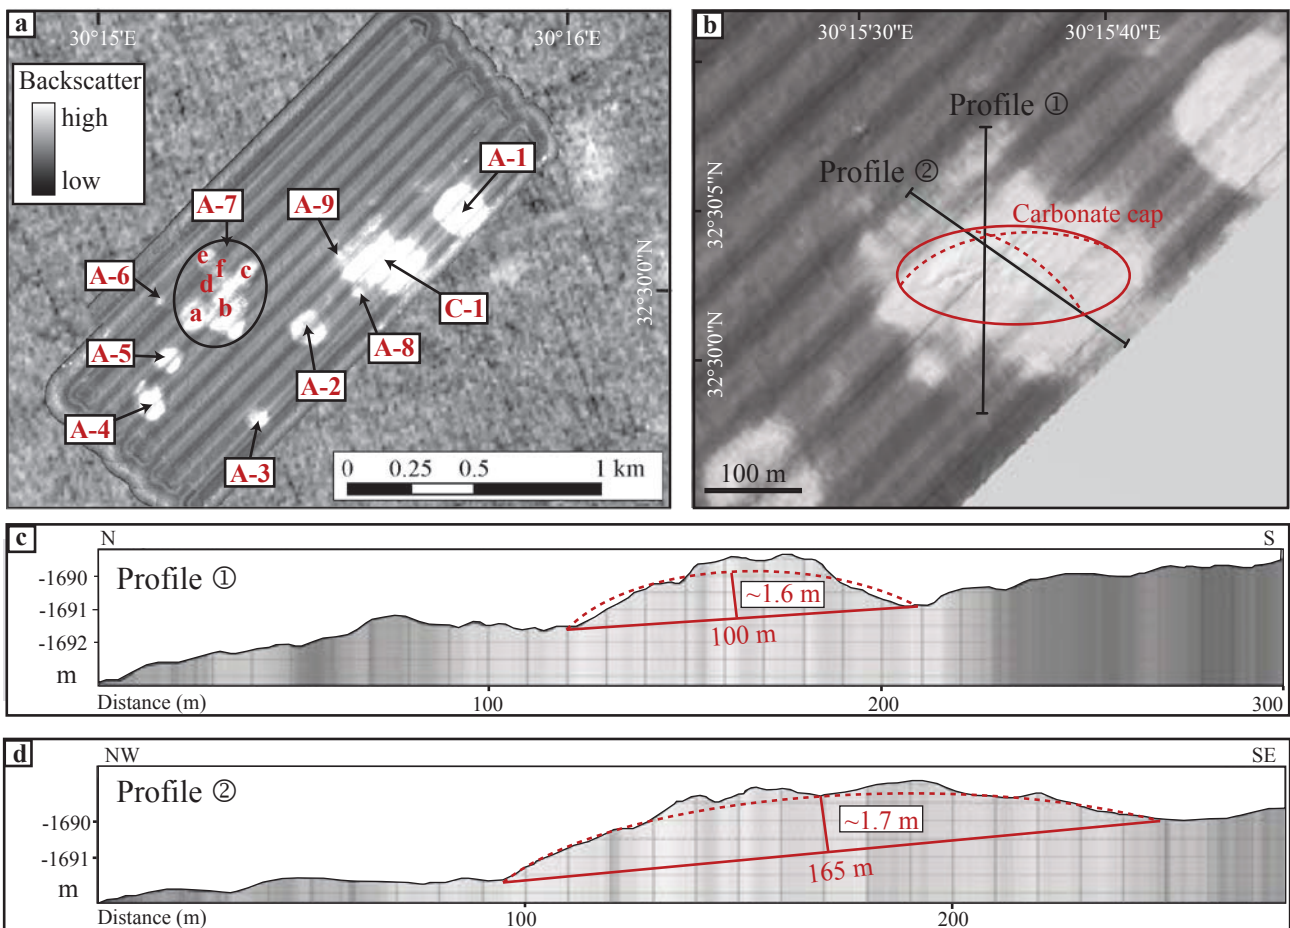 a
30°15'E
30°16'E
Backscatter
high
low
A-1
A-7
A-9
e
f
c
d
A-6
a
b
32°30'0"N
C-1
A-8
A-5
A-2
A-4
A-3
0 0.25 0.5 1 km
b
30°15'30"E
30°15'40"E
Profile ①
Profile ②
32°30'5"N
Carbonate cap
32°30'0"N
100 m
c
N
S
Profile ①
-1690
-1691
-1692
m
~1.6 m
100 m
Distance (m)
100
200
300
d
NW
SE
Profile ②
-1690
-1691
m
~1.7 m
165 m
Distance (m)
100
200